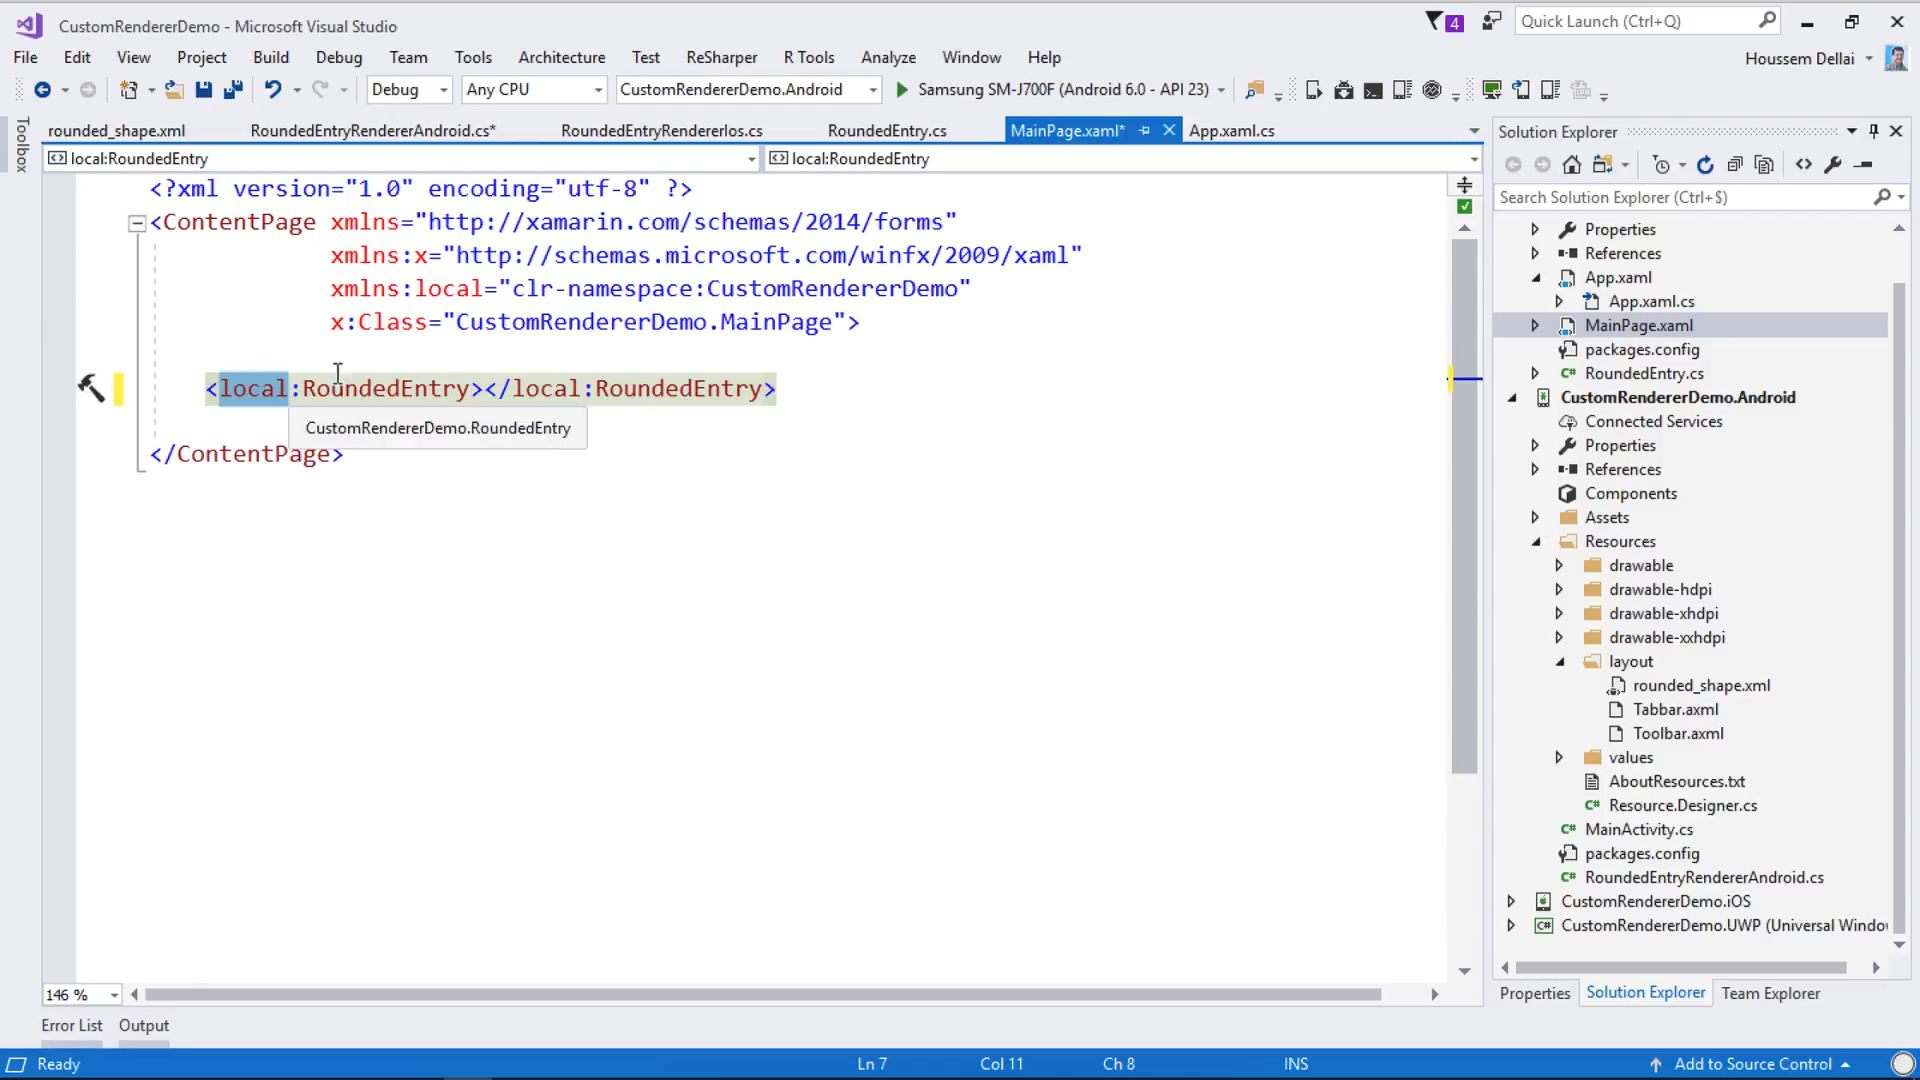 CustomRendererDemo - Microsoft Visual Studio
4
Quick Launch (Ctrl+Q)
File Edit View Project Build Debug Team Tools Architecture Test ReSharper R Tools Analyze Window Help
Houssem Dellai
Debug
Any CPU
CustomRendererDemo.Android
Samsung SM-J700F (Android 6.0 - API 23)
Toolbox
rounded_shape.xml
RoundedEntryRendererAndroid.cs*
RoundedEntryRendererIos.cs
RoundedEntry.cs
MainPage.xaml*
App.xaml.cs
local:RoundedEntry
local:RoundedEntry
<?xml version="1.0" encoding="utf-8" ?>
<ContentPage xmlns="http://xamarin.com/schemas/2014/forms"
xmlns:x="http://schemas.microsoft.com/winfx/2009/xaml"
xmlns:local="clr-namespace:CustomRendererDemo"
x:Class="CustomRendererDemo.MainPage">
<local:RoundedEntry></local:RoundedEntry>
CustomRendererDemo.RoundedEntry
</ContentPage>
146 %
Error List
Output
Solution Explorer
Search Solution Explorer (Ctrl+$)
Properties
References
App.xaml
App.xaml.cs
MainPage.xaml
packages.config
C# RoundedEntry.cs
CustomRendererDemo.Android
Connected Services
Properties
References
Components
Assets
Resources
drawable
drawable-hdpi
drawable-xhdpi
drawable-xxhdpi
layout
rounded_shape.xml
Tabbar.axml
Toolbar.axml
values
AboutResources.txt
C# Resource.Designer.cs
C# MainActivity.cs
packages.config
C# RoundedEntryRendererAndroid.cs
CustomRendererDemo.iOS
C# CustomRendererDemo.UWP (Universal Windo
Properties
Solution Explorer
Team Explorer
Ready
Ln 7
Col 11
Ch 8
INS
Add to Source Control